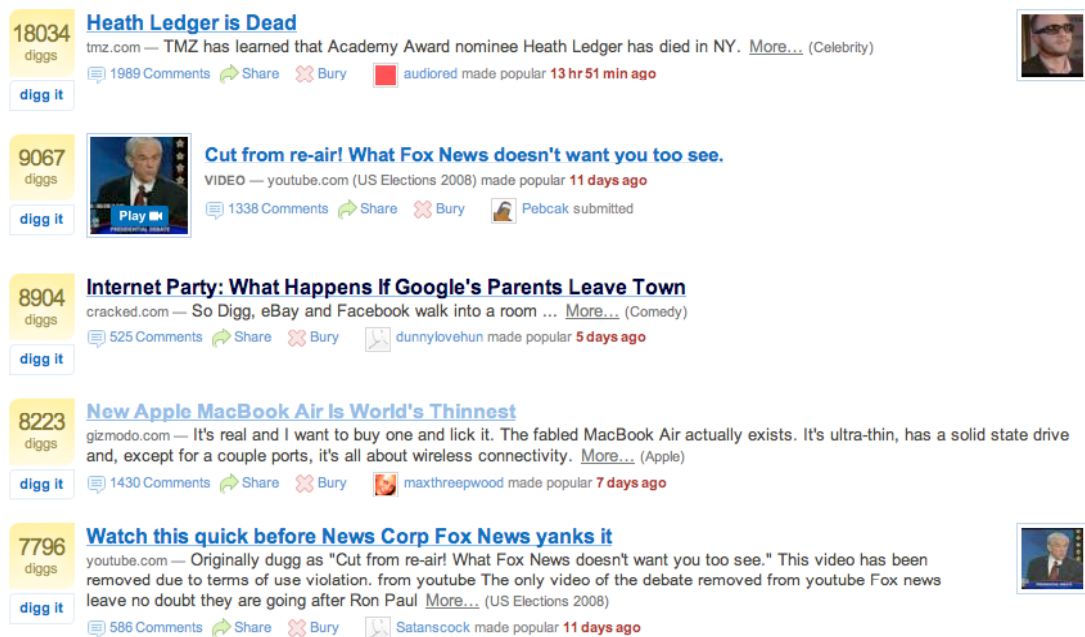 18034
diggs
digg it
Heath Ledger is Dead
tmz.com — TMZ has learned that Academy Award nominee Heath Ledger has died in NY. More... (Celebrity)
1989 Comments Share Bury audiored made popular 13 hr 51 min ago
9067
diggs
digg it
Play
PRESIDENTIAL DEBATE
Cut from re-air! What Fox News doesn't want you too see.
VIDEO — youtube.com (US Elections 2008) made popular 11 days ago
1338 Comments Share Bury Pebcak submitted
8904
diggs
digg it
Internet Party: What Happens If Google's Parents Leave Town
cracked.com — So Digg, eBay and Facebook walk into a room ... More... (Comedy)
525 Comments Share Bury dunnylovehun made popular 5 days ago
8223
diggs
digg it
New Apple MacBook Air Is World's Thinnest
gizmodo.com — It's real and I want to buy one and lick it. The fabled MacBook Air actually exists. It's ultra-thin, has a solid state drive
and, except for a couple ports, it's all about wireless connectivity. More... (Apple)
1430 Comments Share Bury maxthreepwood made popular 7 days ago
7796
diggs
digg it
Watch this quick before News Corp Fox News yanks it
youtube.com — Originally dugg as "Cut from re-air! What Fox News doesn't want you too see." This video has been
removed due to terms of use violation. from youtube The only video of the debate removed from youtube Fox news
leave no doubt they are going after Ron Paul More... (US Elections 2008)
586 Comments Share Bury Satanscock made popular 11 days ago